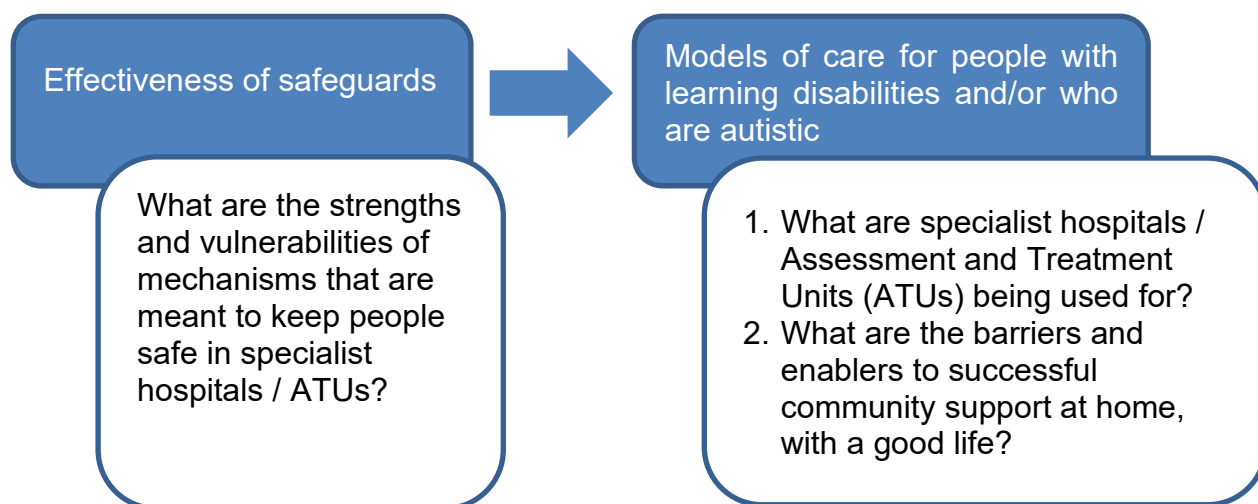 Effectiveness of safeguards
What are the strengths
and vulnerabilities of
mechanisms that are
meant to keep people
safe in specialist
hospitals / ATUs?
Models of care for people with
learning disabilities and/or who
are autistic
1. What are specialist hospitals /
Assessment and Treatment
Units (ATUs) being used for?
2. What are the barriers and
enablers to successful
community support at home,
with a good life?